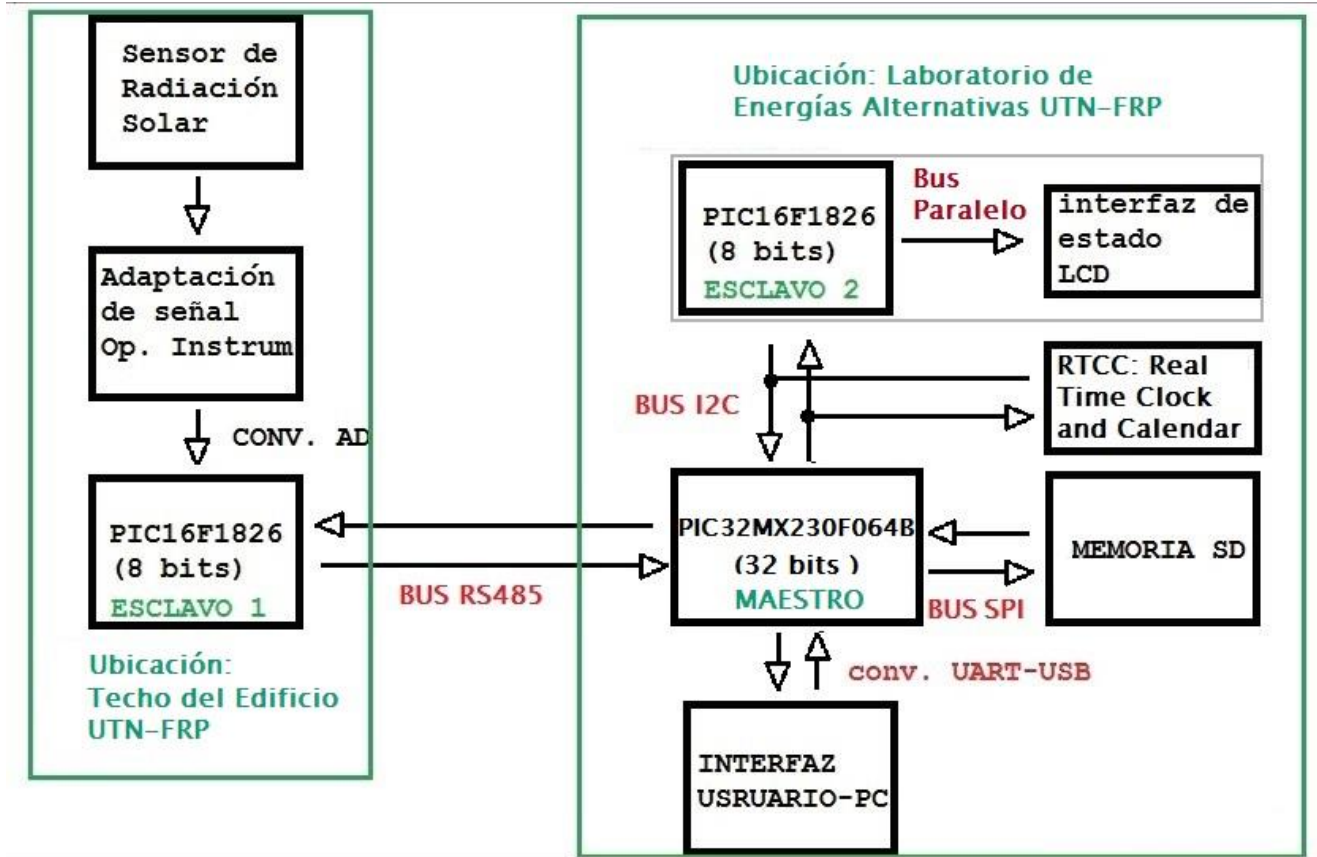 Sensor de
Radiación
Solar
Adaptación
de señal
Op. Instrum
CONV. AD
PIC16F1826
(8 bits)
ESCLAVO 1
Ubicación:
Techo del Edificio
UTN-FRP
BUS RS485
Ubicación: Laboratorio de
Energías Alternativas UTN-FRP
PIC16F1826
(8 bits)
ESCLAVO 2
Bus
Paralelo
interfaz de
estado
LCD
BUS I2C
RTCC: Real
Time Clock
and Calendar
PIC32MX230F064B
(32 bits )
MAESTRO
BUS SPI
MEMORIA SD
conv. UART-USB
INTERFAZ
USRUARIO-PC